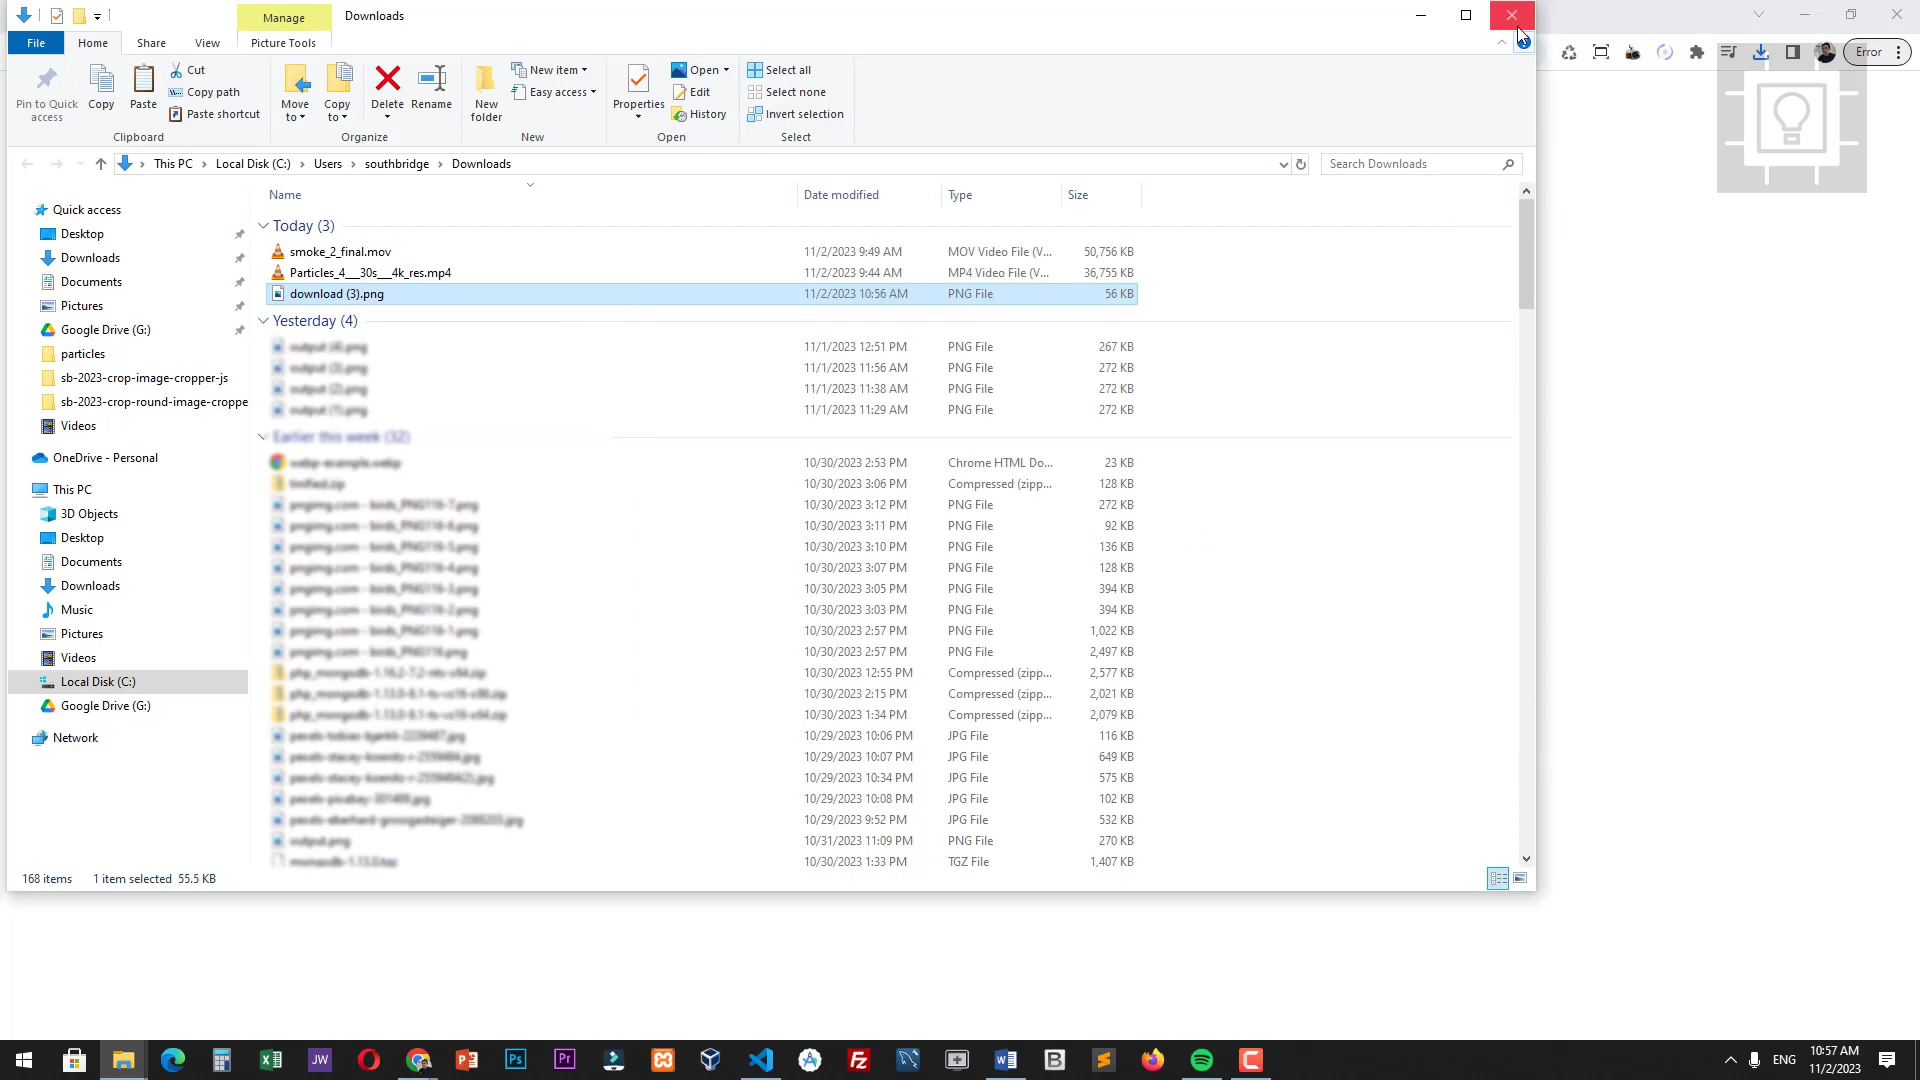 Manage
Downloads
File
Home
Share
View
Picture Tools
Error
Pin to Quick access
Copy
Paste
Cut
Copy path
Paste shortcut
Move to
Copy to
Delete
Rename
New folder
New item
Easy access
Properties
Open
Edit
History
Select all
Select none
Invert selection
Clipboard
Organize
New
Open
Select
This PC > Local Disk (C:) > Users > southbridge > Downloads
Search Downloads
Name
Date modified
Type
Size
Quick access
Desktop
Downloads
Documents
Pictures
Google Drive (G:)
particles
sb-2023-crop-image-cropper-js
sb-2023-crop-round-image-croppe
Videos
OneDrive - Personal
This PC
3D Objects
Desktop
Documents
Downloads
Music
Pictures
Videos
Local Disk (C:)
Google Drive (G:)
Network
Today (3)
smoke_2_final.mov 11/2/2023 9:49 AM MOV Video File (V... 50,756 KB
Particles_4___30s___4k_res.mp4 11/2/2023 9:44 AM MP4 Video File (V... 36,755 KB
download (3).png 11/2/2023 10:56 AM PNG File 56 KB
Yesterday (4)
11/1/2023 12:51 PM PNG File 267 KB
11/1/2023 11:56 AM PNG File 272 KB
11/1/2023 11:38 AM PNG File 272 KB
11/1/2023 11:29 AM PNG File 272 KB
Earlier this week (32)
10/30/2023 2:53 PM Chrome HTML Do... 23 KB
10/30/2023 3:06 PM Compressed (zipp... 128 KB
10/30/2023 3:12 PM PNG File 272 KB
10/30/2023 3:11 PM PNG File 92 KB
10/30/2023 3:10 PM PNG File 136 KB
10/30/2023 3:07 PM PNG File 128 KB
10/30/2023 3:05 PM PNG File 394 KB
10/30/2023 3:03 PM PNG File 394 KB
10/30/2023 2:57 PM PNG File 1,022 KB
10/30/2023 2:57 PM PNG File 2,497 KB
10/30/2023 12:55 PM Compressed (zipp... 2,577 KB
10/30/2023 2:15 PM Compressed (zipp... 2,021 KB
10/30/2023 1:34 PM Compressed (zipp... 2,079 KB
10/29/2023 10:06 PM JPG File 116 KB
10/29/2023 10:07 PM JPG File 649 KB
10/29/2023 10:34 PM JPG File 575 KB
10/29/2023 10:08 PM JPG File 102 KB
10/29/2023 9:52 PM JPG File 532 KB
10/31/2023 11:09 PM PNG File 270 KB
10/30/2023 1:33 PM TGZ File 1,407 KB
168 items
1 item selected 55.5 KB
JW
Ps
Pr
Fz
B
ENG
10:57 AM
11/2/2023